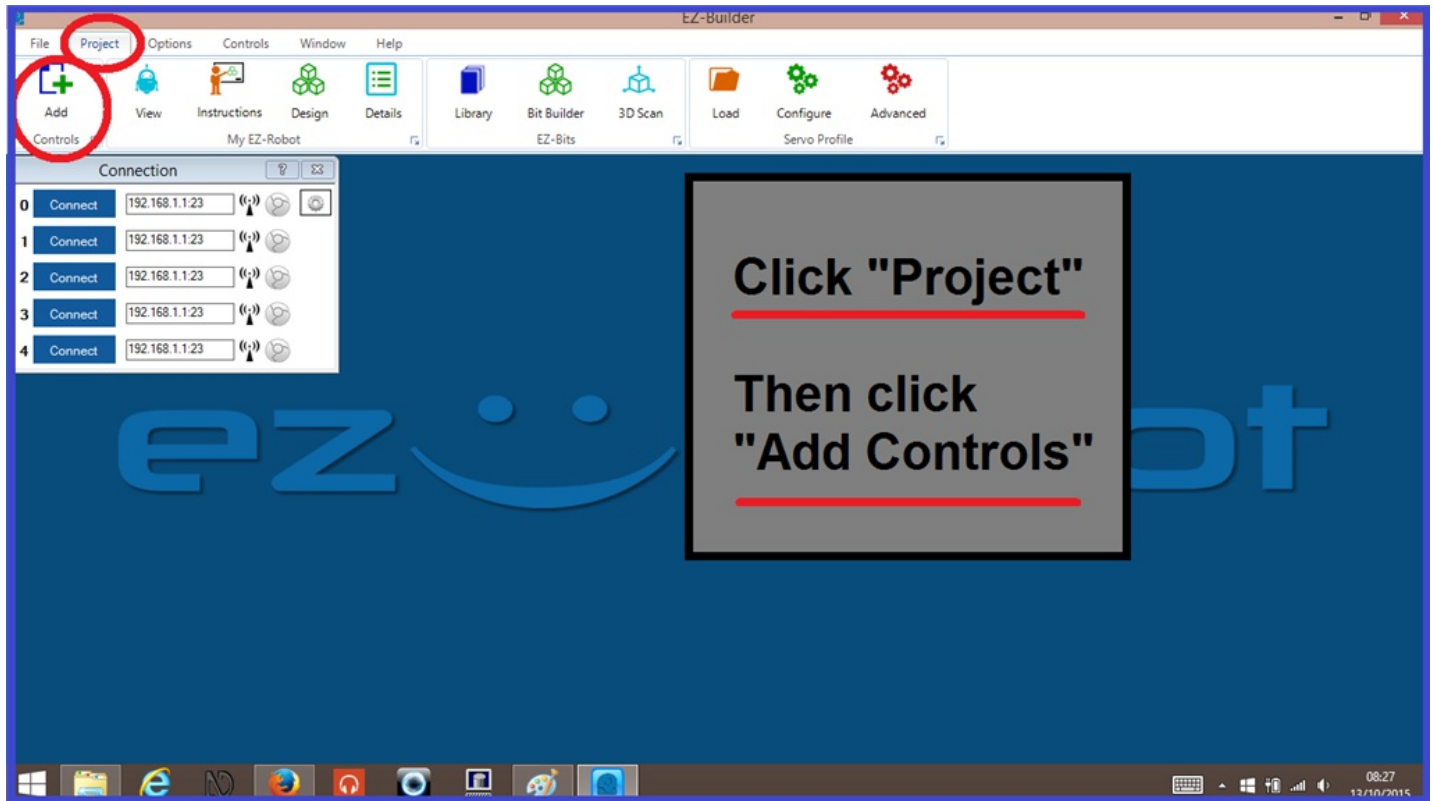 EZ-Builder
File Project Options Controls Window Help
Add View Instructions Design Details Library Bit Builder 3D Scan Load Configure Advanced
Controls My EZ-Robot EZ-Bits Servo Profile
Connection
0 Connect 192.168.1.1:23
1 Connect 192.168.1.1:23
2 Connect 192.168.1.1:23
3 Connect 192.168.1.1:23
4 Connect 192.168.1.1:23
Click "Project"
Then click
"Add Controls"
ez ot
08:27
13/10/2015